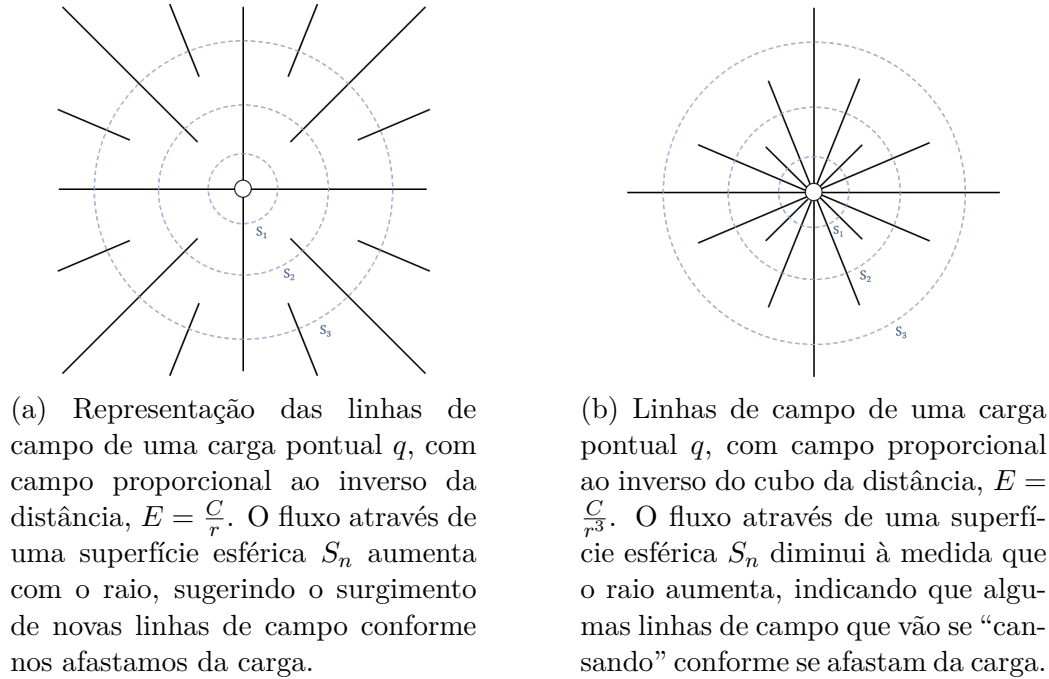 S₁
S₂
S₃
S₁
S₂
S₃
(a) Representação das linhas de
campo de uma carga pontual q, com
campo proporcional ao inverso da
distância, E = C/r. O fluxo através de
uma superfície esférica Sₙ aumenta
com o raio, sugerindo o surgimento
de novas linhas de campo conforme
nos afastamos da carga.
(b) Linhas de campo de uma carga
pontual q, com campo proporcional
ao inverso do cubo da distância, E =
C/r³. O fluxo através de uma superfí-
cie esférica Sₙ diminui à medida que
o raio aumenta, indicando que algu-
mas linhas de campo que vão se “can-
sando” conforme se afastam da carga.